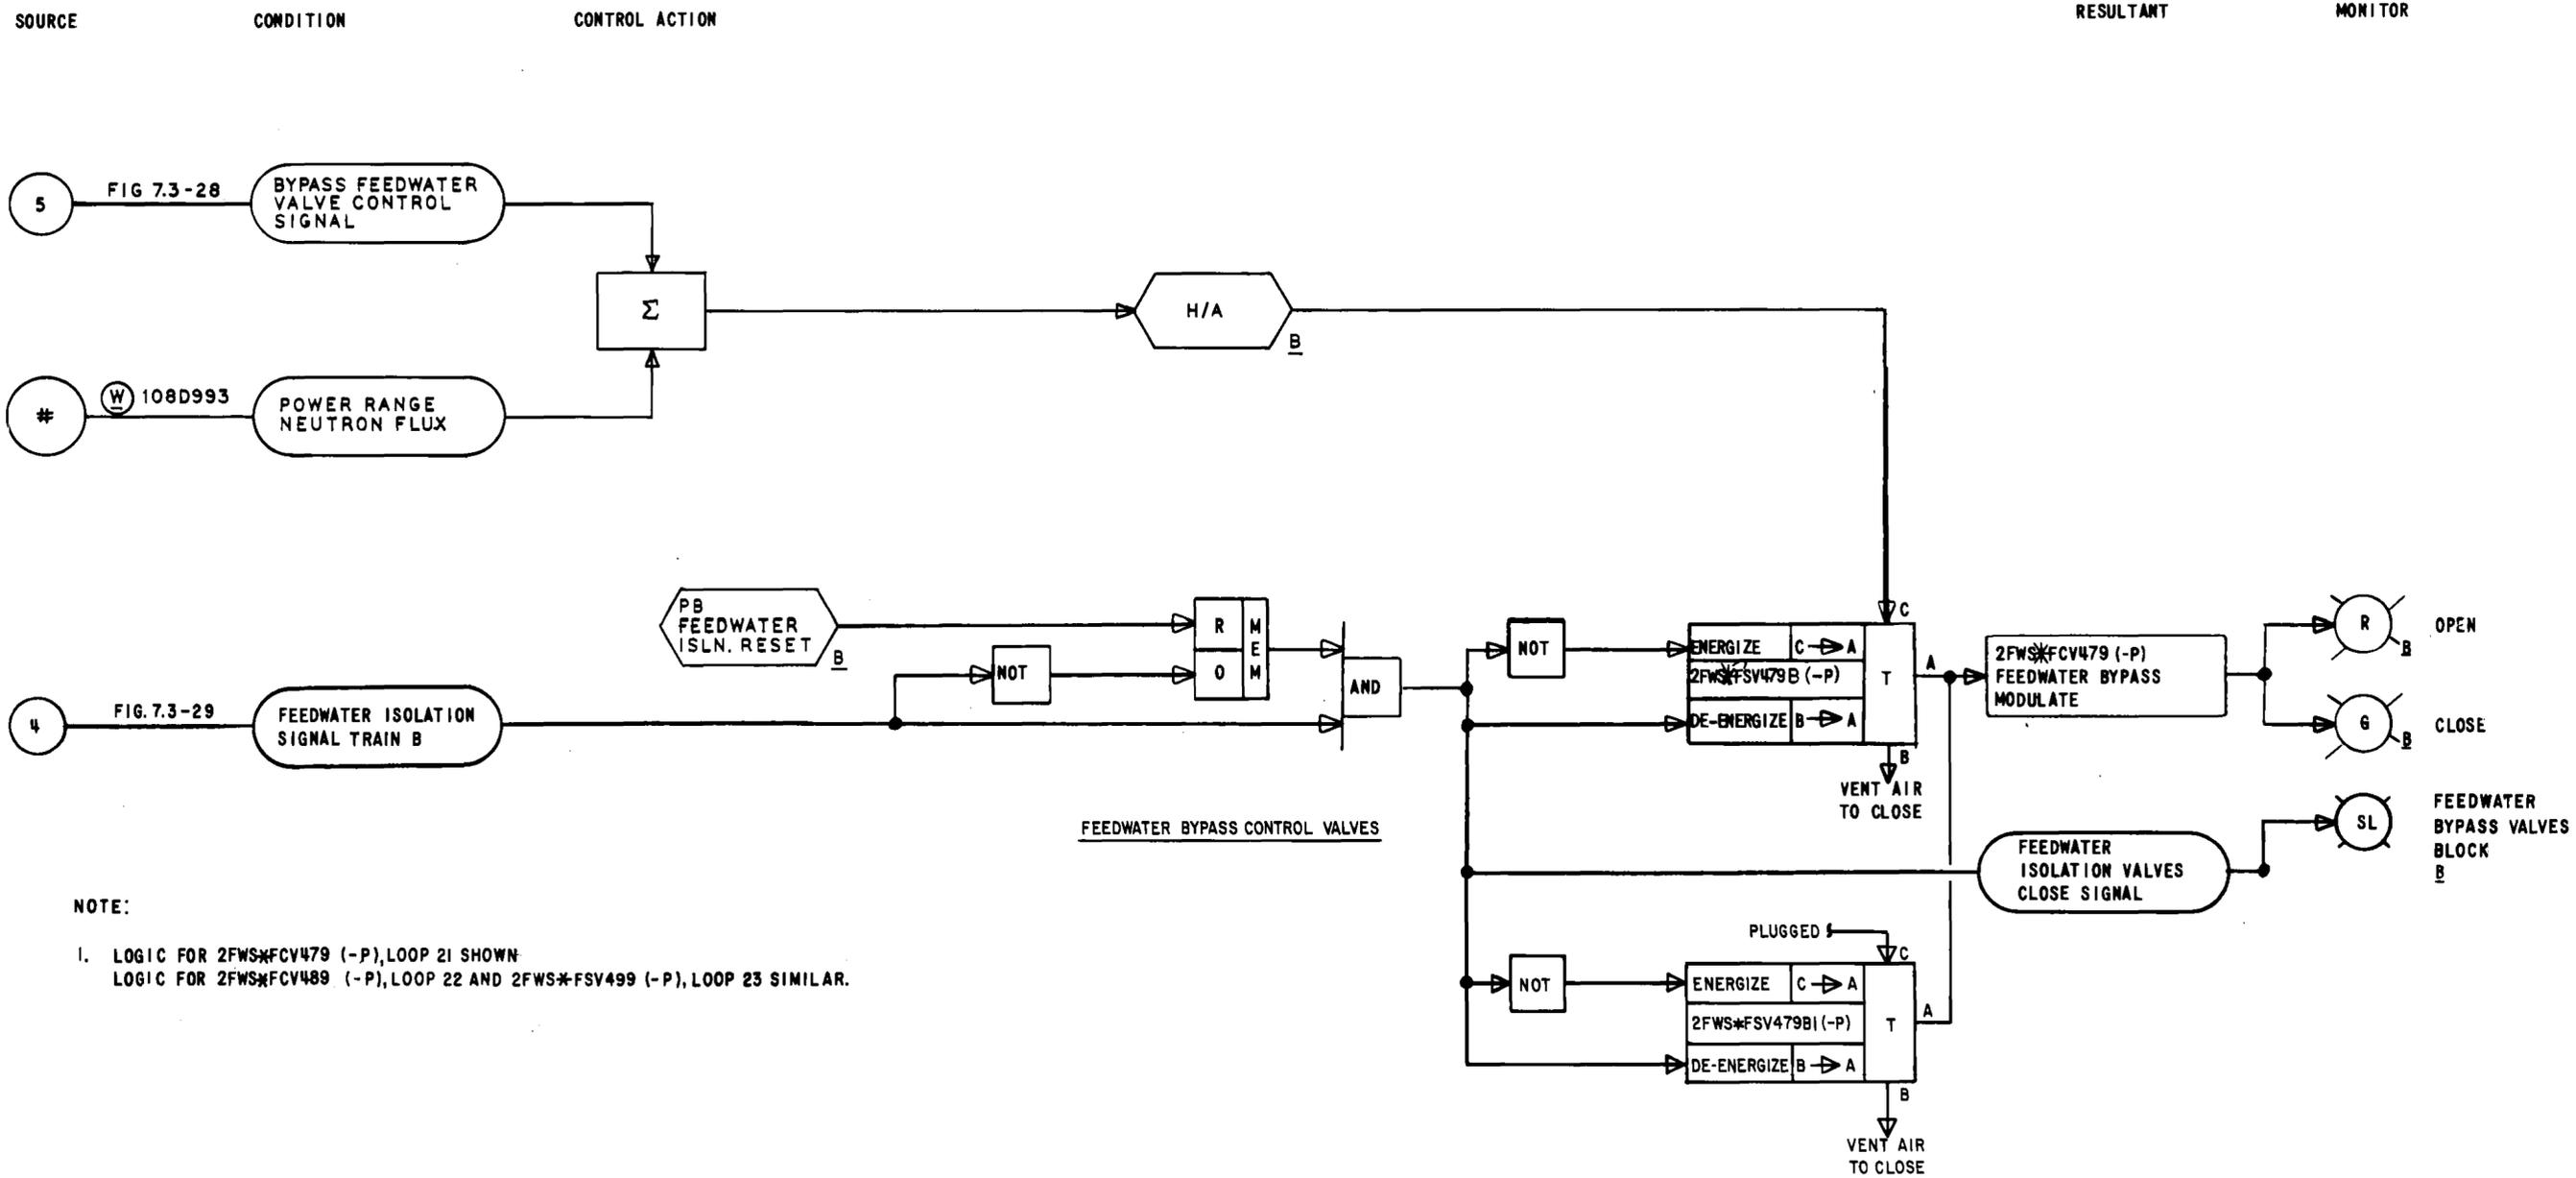 SOURCE
CONDITION
CONTROL ACTION
RESULTANT
MONITOR
5
FIG 7.3-28
BYPASS FEEDWATER
VALVE CONTROL
SIGNAL
Σ
H/A
B
#
W 108D993
POWER RANGE
NEUTRON FLUX
PB
FEEDWATER
ISLN. RESET
B
R
O
M
E
M
NOT
AND
4
FIG. 7.3-29
FEEDWATER ISOLATION
SIGNAL TRAIN B
NOT
ENERGIZE
C → A
2FWS*FSV479B (-P)
DE-ENERGIZE
B → A
T
C
A
B
VENT AIR
TO CLOSE
2FWS*FCV479 (-P)
FEEDWATER BYPASS
MODULATE
R
B
OPEN
G
B
CLOSE
SL
FEEDWATER
BYPASS VALVES
BLOCK
B
FEEDWATER BYPASS CONTROL VALVES
FEEDWATER
ISOLATION VALVES
CLOSE SIGNAL
PLUGGED
C
NOT
ENERGIZE
C → A
2FWS*FSV479B1(-P)
DE-ENERGIZE
B → A
T
A
B
VENT AIR
TO CLOSE
NOTE:
1. LOGIC FOR 2FWS*FCV479 (-P), LOOP 21 SHOWN
LOGIC FOR 2FWS*FCV489 (-P), LOOP 22 AND 2FWS*FSV499 (-P), LOOP 23 SIMILAR.